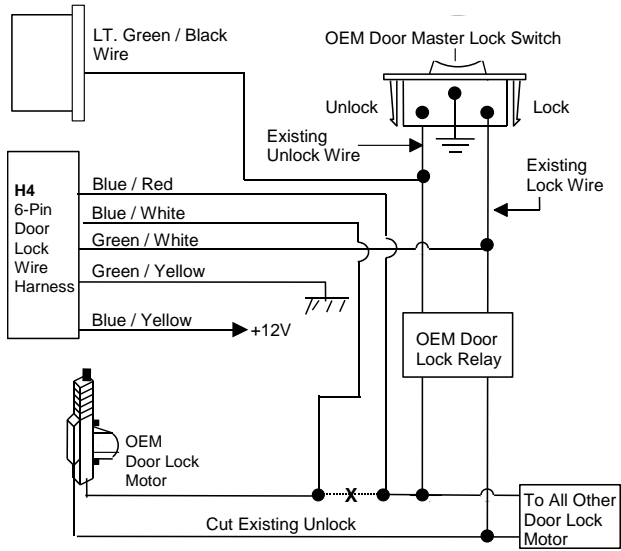 LT. Green / Black
Wire
OEM Door Master Lock Switch
Unlock
Lock
Existing
Unlock Wire
Existing
Lock Wire
H4
6-Pin
Door
Lock
Wire
Harness
Blue / Red
Blue / White
Green / White
Green / Yellow
Blue / Yellow
+12V
OEM Door
Lock Relay
OEM
Door Lock
Motor
X
Cut Existing Unlock
To All Other
Door Lock
Motor